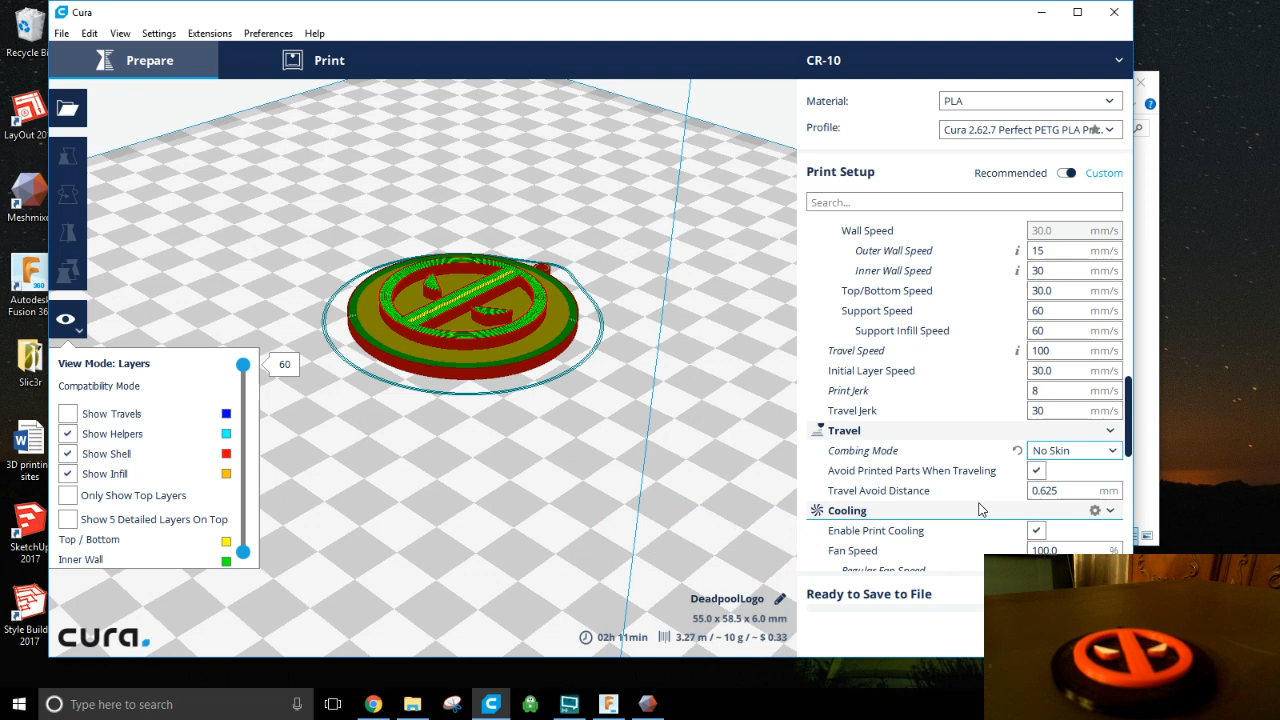 Recycle Bi
LayOut 20
Meshmix
Autodes
Fusion 36
Slic3r
3D printin
sites
SketchUp
2017
Style Build
2017
Cura
File Edit View Settings Extensions Preferences Help
Prepare Print CR-10
Material: PLA
Profile: Cura 2.62.7 Perfect PETG PLA Pr...
Print Setup Recommended Custom
Search...
Wall Speed 30.0 mm/s
Outer Wall Speed i 15 mm/s
Inner Wall Speed i 30 mm/s
Top/Bottom Speed 30.0 mm/s
Support Speed 60 mm/s
Support Infill Speed 60 mm/s
Travel Speed i 100 mm/s
Initial Layer Speed 30.0 mm/s
Print Jerk 8 mm/s
Travel Jerk 30 mm/s
Travel
Combing Mode No Skin
Avoid Printed Parts When Traveling
Travel Avoid Distance 0.625 mm
Cooling
Enable Print Cooling
Fan Speed 100.0 %
Regular Fan Speed
Ready to Save to File
View Mode: Layers
60
Compatibility Mode
Show Travels
Show Helpers
Show Shell
Show Infill
Only Show Top Layers
Show 5 Detailed Layers On Top
Top / Bottom
Inner Wall
DeadpoolLogo
55.0 x 58.5 x 6.0 mm
02h 11min 3.27 m / ~ 10 g / ~ $ 0.33
cura.
Type here to search